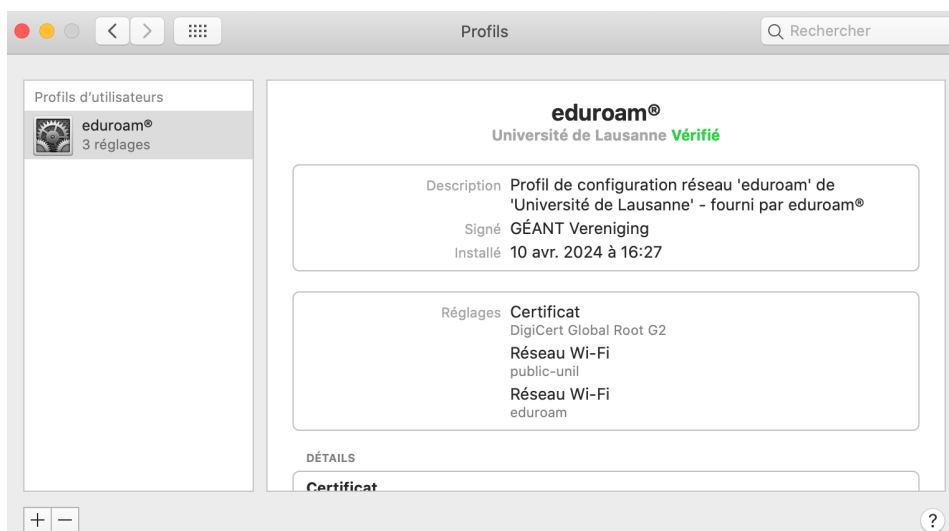 Profils
Rechercher
Profils d'utilisateurs
eduroam®
3 réglages
eduroam®
Université de Lausanne Vérifié
Description Profil de configuration réseau 'eduroam' de
'Université de Lausanne' - fourni par eduroam®
Signé GÉANT Vereniging
Installé 10 avr. 2024 à 16:27
Réglages Certificat
DigiCert Global Root G2
Réseau Wi-Fi
public-unil
Réseau Wi-Fi
eduroam
DÉTAILS
Certificat
+ −
?